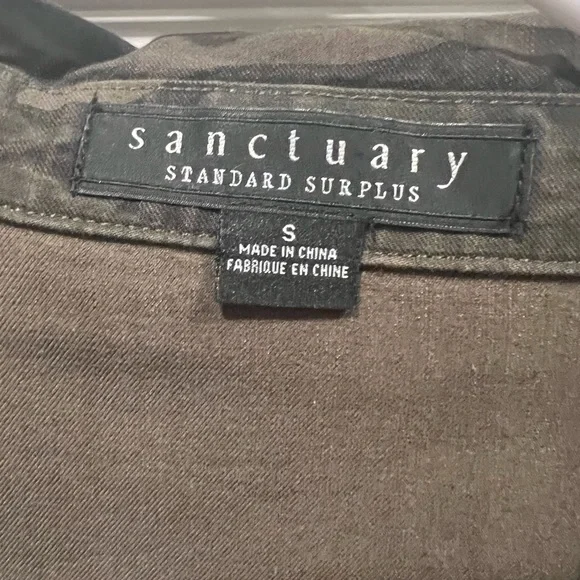 sanctuary
STANDARD SURPLUS
S
MADE IN CHINA
FABRIQUE EN CHINE